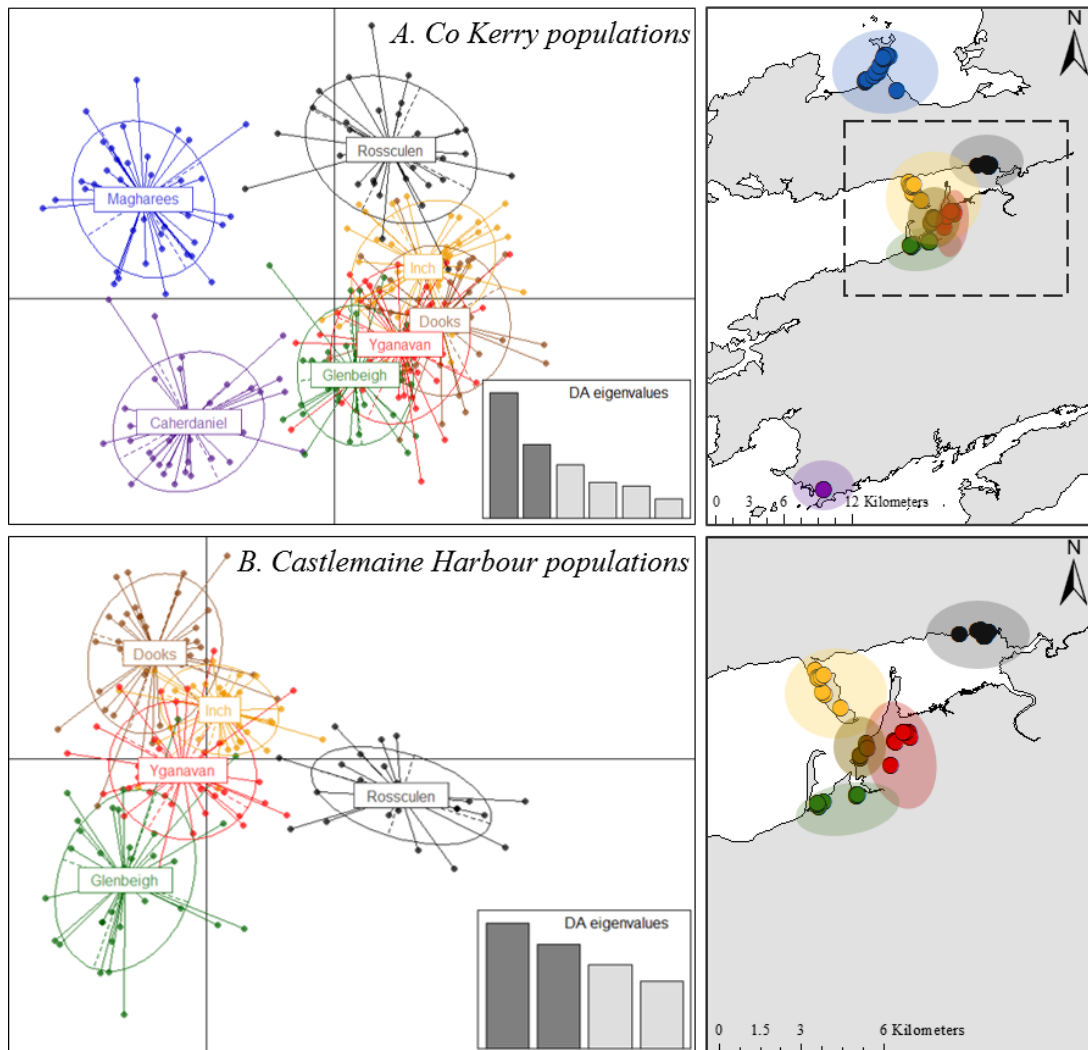 A. Co Kerry populations
Rossculen
Magharees
Inch
Dooks
Yganavan
Glenbeigh
Caherdaniel
DA eigenvalues
N
0 3 6 12 Kilometers
B. Castlemaine Harbour populations
Dooks
Inch
Yganavan
Rossculen
Glenbeigh
DA eigenvalues
N
0 1.5 3 6 Kilometers